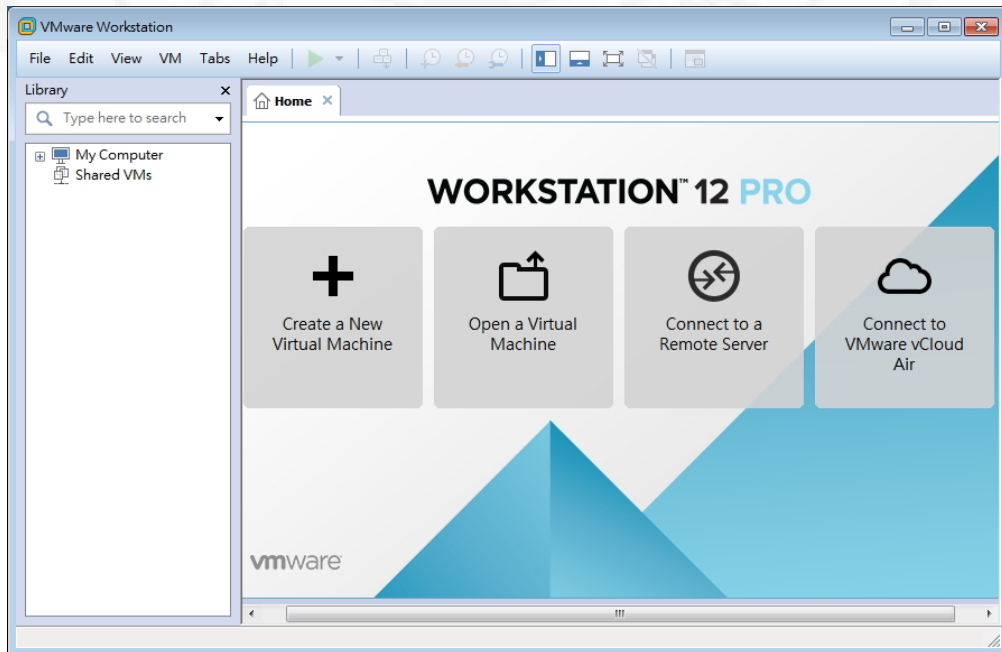 VMware Workstation
File Edit View VM Tabs Help
Library
Home
Type here to search
My Computer
Shared VMs
WORKSTATION™ 12 PRO
Create a New
Virtual Machine
Open a Virtual
Machine
Connect to a
Remote Server
Connect to
VMware vCloud
Air
vmware